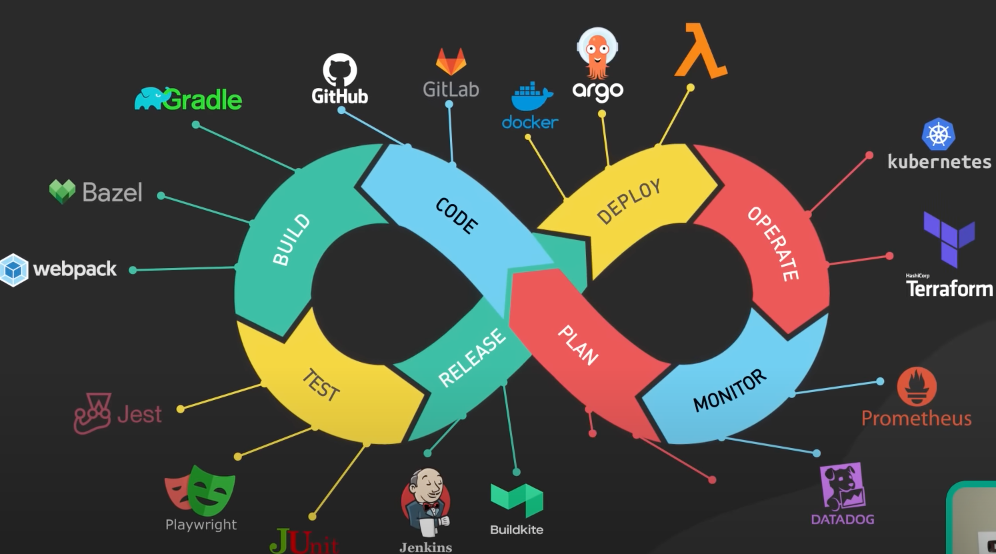 GitHub
GitLab
docker
argo
Gradle
Bazel
webpack
kubernetes
HashiCorp
Terraform
BUILD
CODE
DEPLOY
OPERATE
TEST
RELEASE
PLAN
MONITOR
Jest
Playwright
JUnit
Jenkins
Buildkite
Prometheus
DATADOG